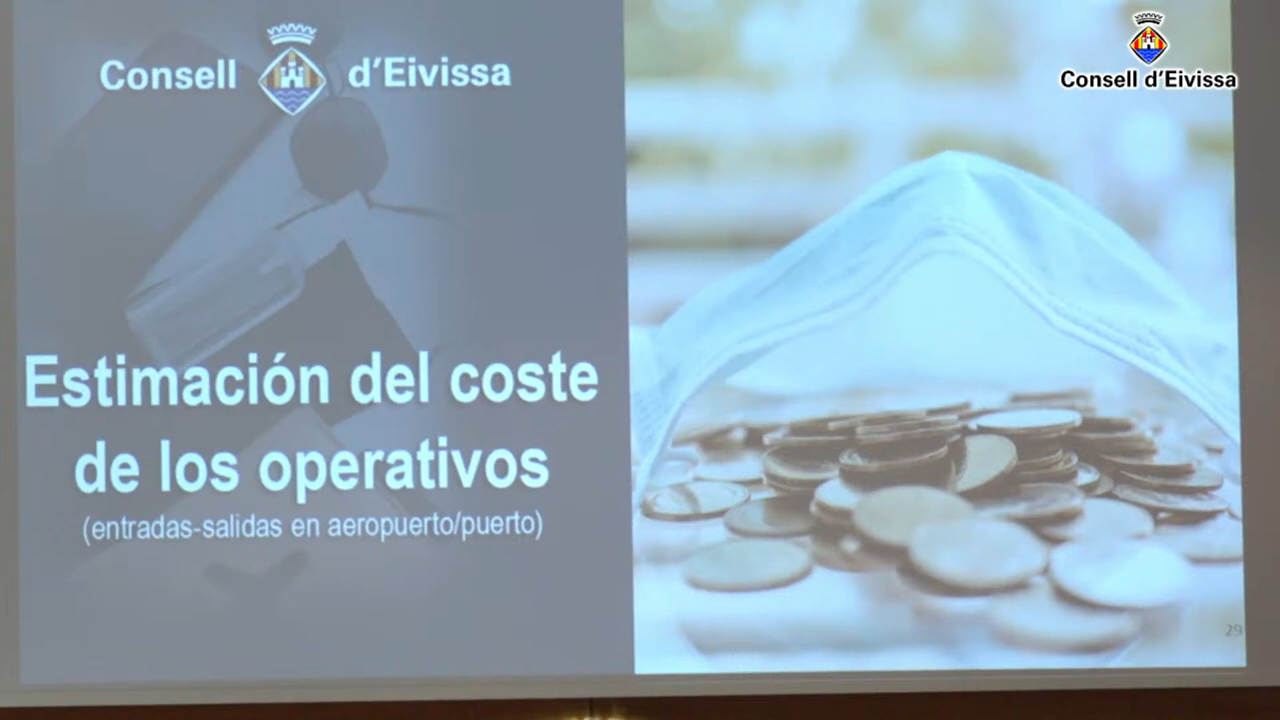 Consell d'Eivissa
Consell d'Eivissa
Estimación del coste
de los operativos
(entradas-salidas en aeropuerto/puerto)
29